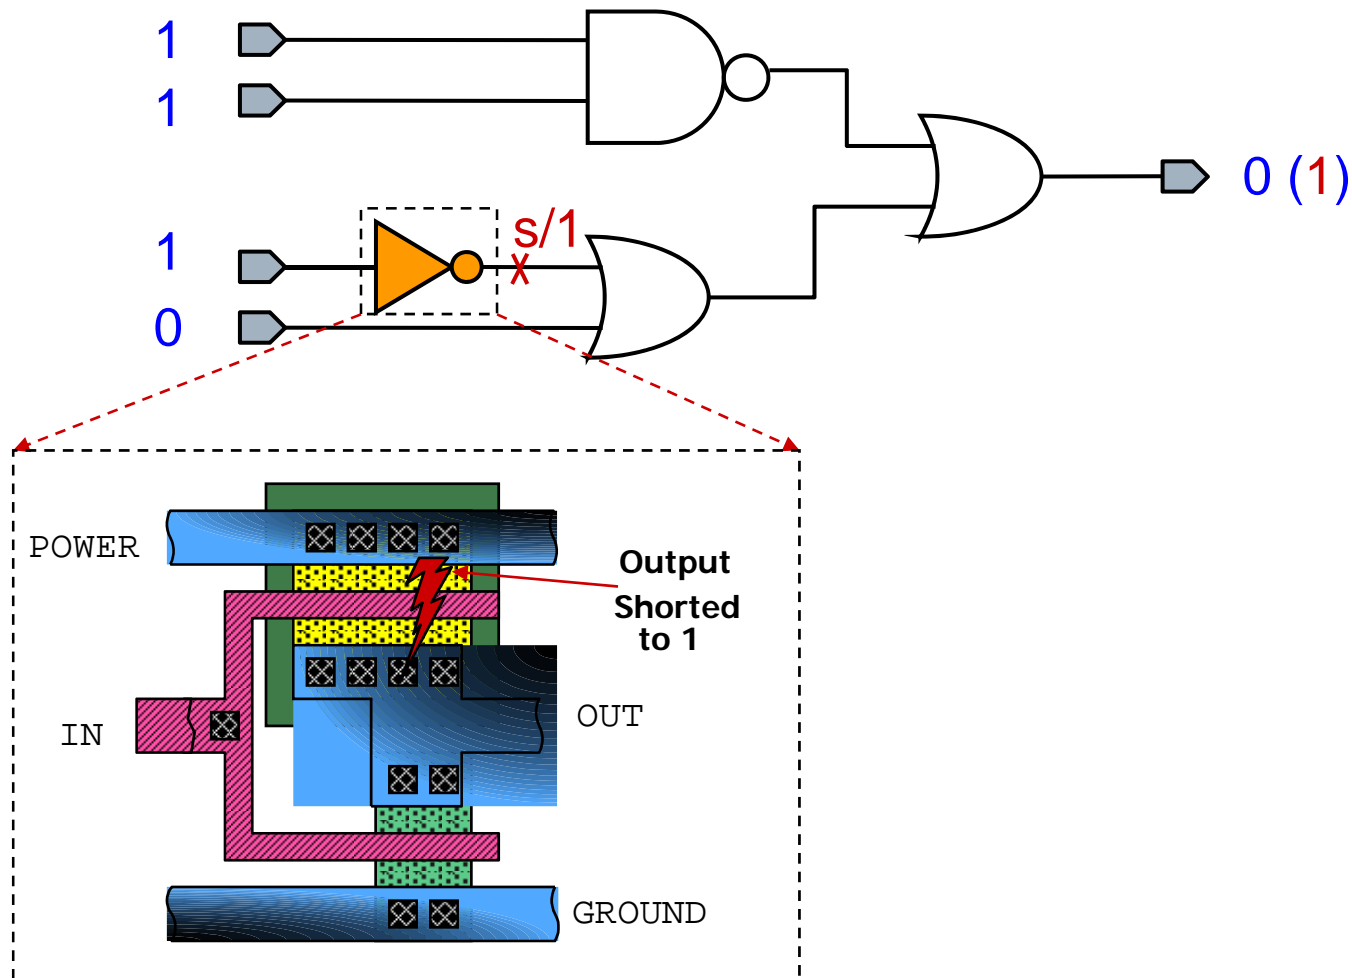 1
1
0 (1)
s/1
1
0
POWER
Output
Shorted
to 1
IN
OUT
GROUND